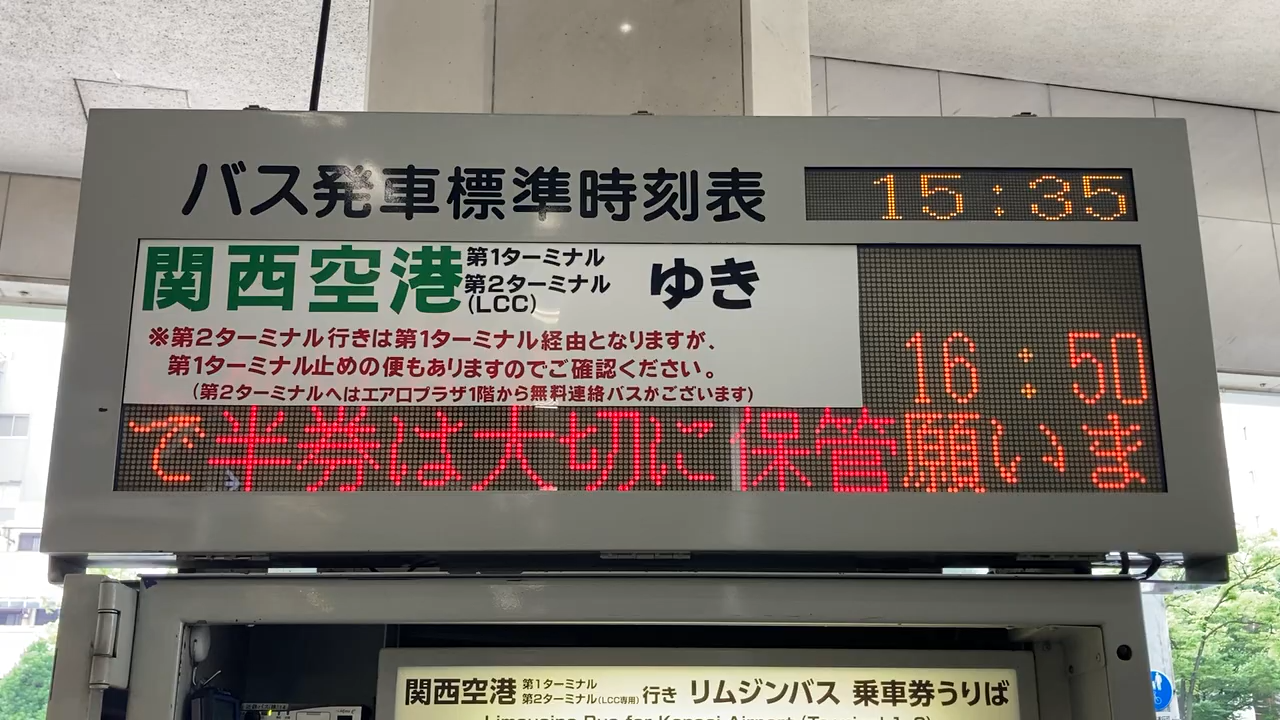 バス発車標準時刻表 15:35
関西空港 第1ターミナル 第2ターミナル (LCC) ゆき
※第2ターミナル行きは第1ターミナル経由となりますが、
第1ターミナル止めの便もありますのでご確認ください。
(第2ターミナルへはエアロプラザ1階から無料連絡バスがございます)
16:50
で半券は大切に保管願いま
関西空港 第1ターミナル 第2ターミナル(LCC専用) 行き リムジンバス 乗車券うりば
Limousine Bus for Kansai Airport (Terminal 1, 2)